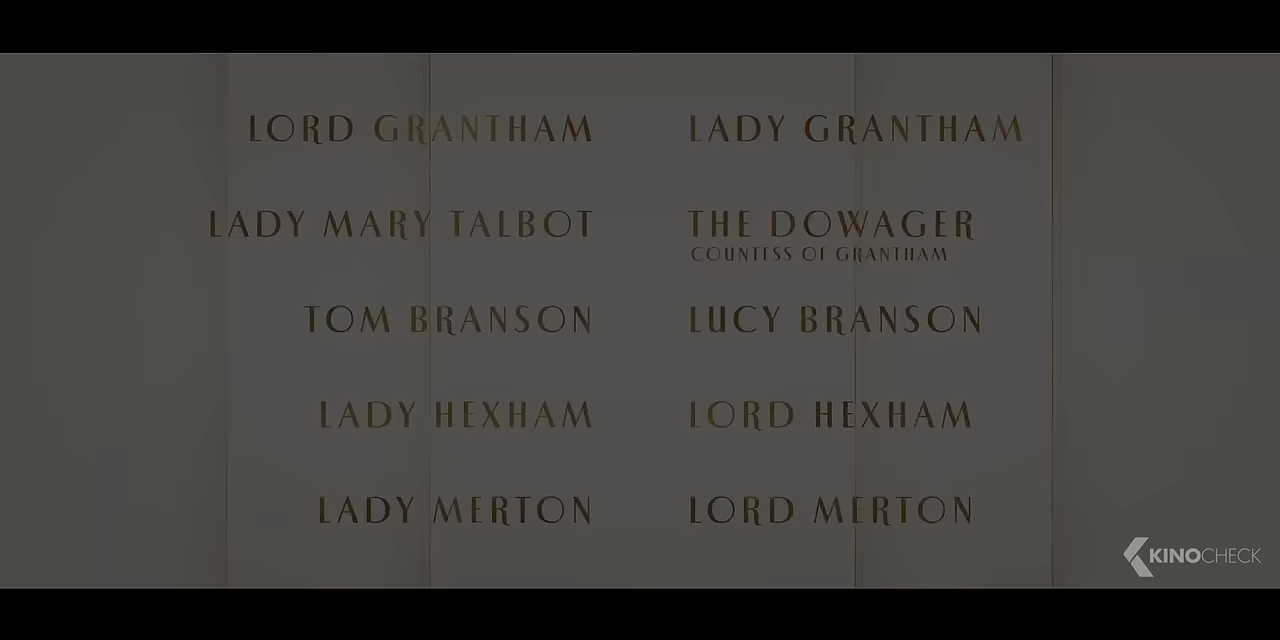 LORD GRANTHAM LADY GRANTHAM
LADY MARY TALBOT THE DOWAGER
COUNTESS OF GRANTHAM
TOM BRANSON LUCY BRANSON
LADY HEXHAM LORD HEXHAM
LADY MERTON LORD MERTON
KINOCHECK